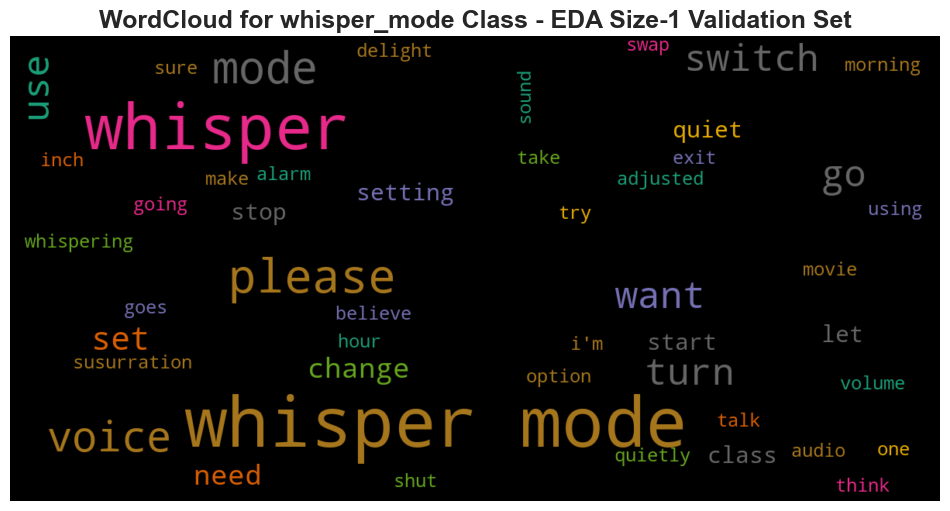 WordCloud for whisper_mode Class - EDA Size-1 Validation Set
use
sure
mode
delight
swap
switch
morning
whisper
sound
quiet
inch
make
alarm
take
exit
adjusted
go
going
stop
setting
try
using
whispering
please
want
movie
goes
believe
set
hour
i'm
start
let
susurration
change
option
turn
volume
voice
whisper mode
talk
need
shut
quietly
class
audio
one
think